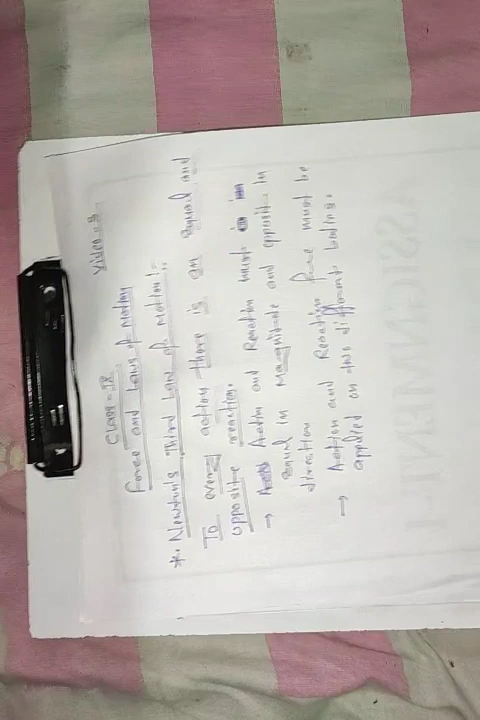 Video - 3
Class - IX
Force and Laws of motion
*. Newton's Third Law of motion:-
To every action there is an equal and
opposite reaction.
→ Action and Reaction must
equal in magnitude and opposite in
direction
→ Action and Reaction force must be
applied on two different bodies.
ASSIGNMENT